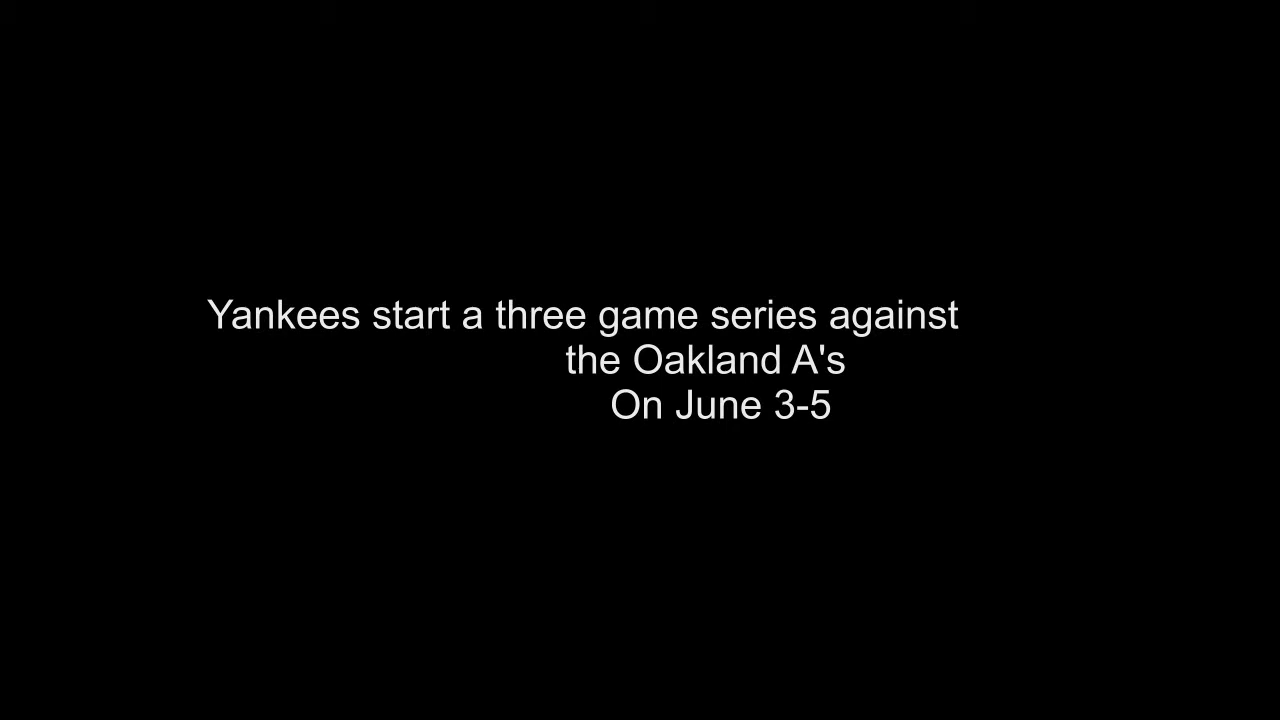 Yankees start a three game series against
the Oakland A's
On June 3-5